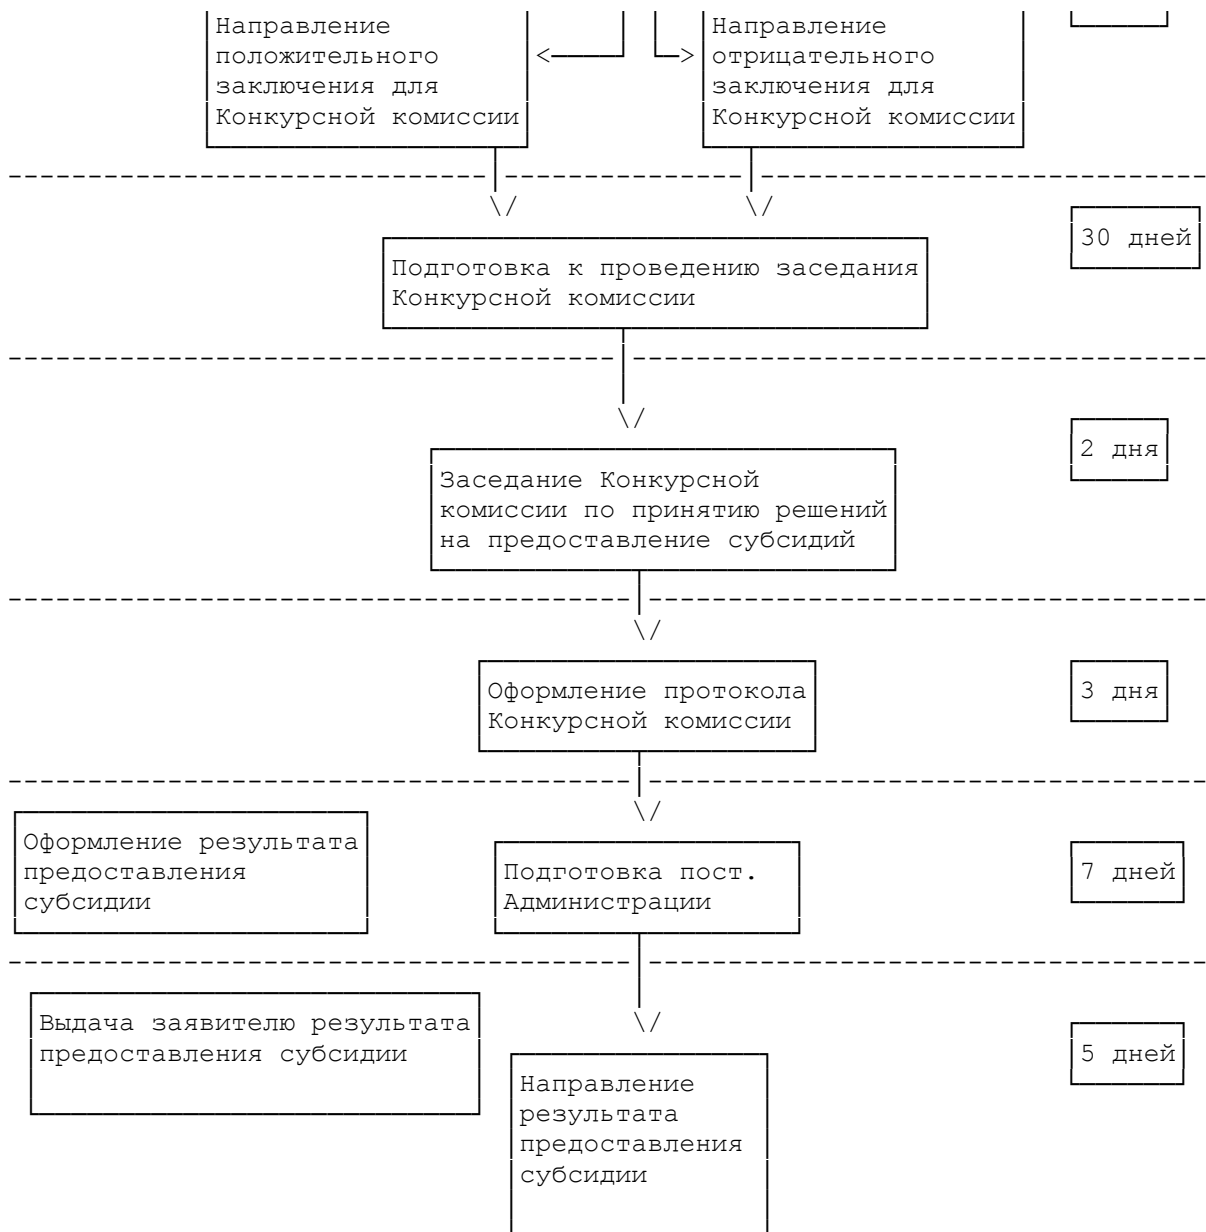 Направление
положительного
заключения для
Конкурсной комиссии
Направление
отрицательного
заключения для
Конкурсной комиссии
30 дней
Подготовка к проведению заседания
Конкурсной комиссии
2 дня
Заседание Конкурсной
комиссии по принятию решений
на предоставление субсидий
Оформление протокола
Конкурсной комиссии
3 дня
Оформление результата
предоставления
субсидии
Подготовка пост.
Администрации
7 дней
Выдача заявителю результата
предоставления субсидии
5 дней
Направление
результата
предоставления
субсидии